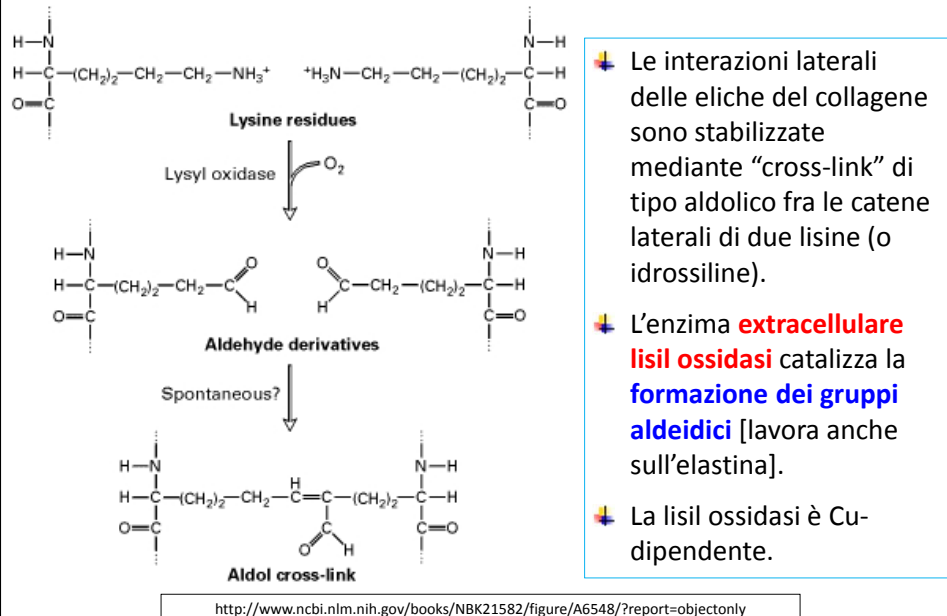 H—N
N—H
H—C—(CH₂)₂—CH₂—CH₂—NH₃⁺ ⁺H₃N—CH₂—CH₂—(CH₂)₂—C—H
O=C
C=O
Lysine residues
Lysyl oxidase
O₂
H—N
N—H
O
O
H—C—(CH₂)₂—CH₂—C
C—CH₂—(CH₂)₂—C—H
H
H
O=C
C=O
Aldehyde derivatives
Spontaneous?
H—N
N—H
H
H—C—(CH₂)₂—CH₂—C=C—(CH₂)₂—C—H
O=C
C
C=O
O
H
Aldol cross-link
Le interazioni laterali
delle eliche del collagene
sono stabilizzate
mediante “cross-link” di
tipo aldolico fra le catene
laterali di due lisine (o
idrossiline).
L’enzima extracellulare
lisil ossidasi catalizza la
formazione dei gruppi
aldeidici [lavora anche
sull’elastina].
La lisil ossidasi è Cu-
dipendente.
http://www.ncbi.nlm.nih.gov/books/NBK21582/figure/A6548/?report=objectonly